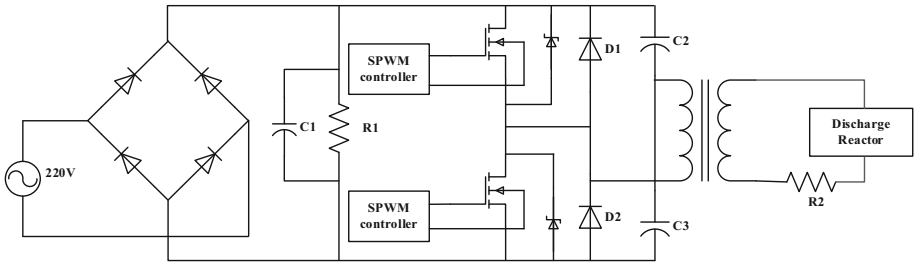 220V
C1
R1
SPWM
controller
SPWM
controller
D1
D2
C2
C3
Discharge
Reactor
R2